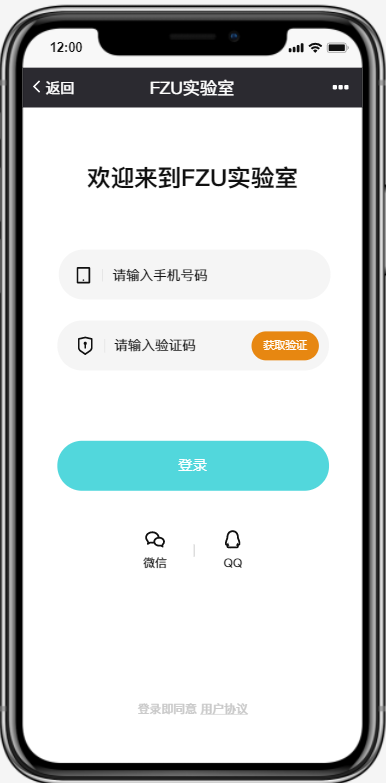 12:00
返回 FZU实验室
欢迎来到FZU实验室
请输入手机号码
请输入验证码 获取验证
登录
微信 QQ
登录即同意 用户协议